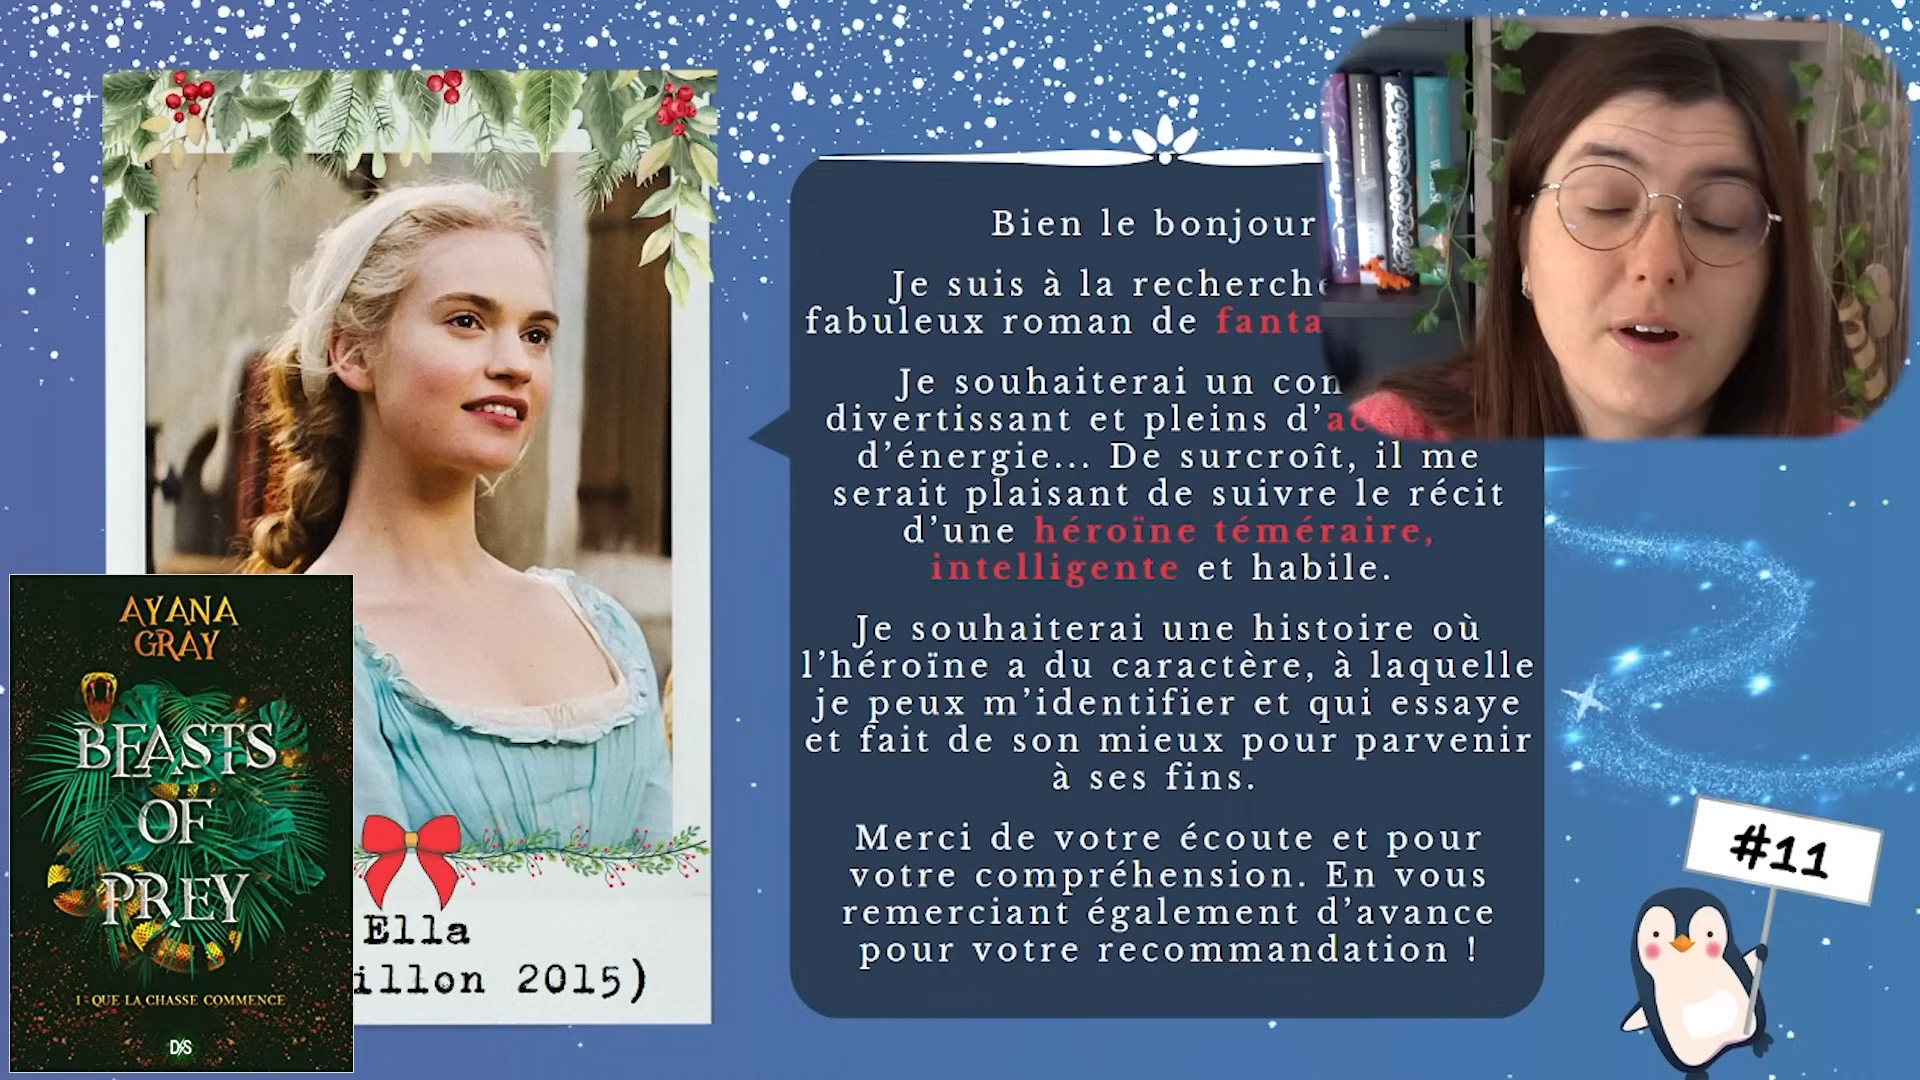 Bien le bonjour
Je suis à la recherche
fabuleux roman de
Je souhaiterai un
divertissant et pleins
d'énergie... De surcroît, il me
serait plaisant de suivre le récit
d'une héroïne téméraire,
intelligente et habile.
Je souhaiterai une histoire où
l'héroïne a du caractère, à laquelle
je peux m'identifier et qui essaye
et fait de son mieux pour parvenir
à ses fins.
Merci de votre écoute et pour
votre compréhension. En vous
remerciant également d'avance
pour votre recommandation !
AYANA
GRAY
BEASTS
OF
PREY
1 - QUE LA CHASSE COMMENCE
D/S
Ella
illon 2015)
#11